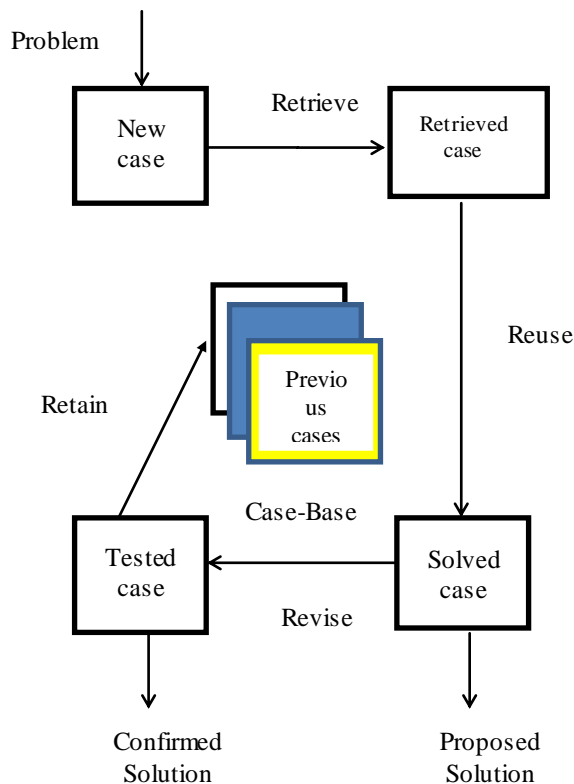 Problem
New
case
Retrieve
Retrieved
case
Reuse
Previo
us
cases
Retain
Case-Base
Tested
case
Solved
case
Revise
Confirmed
Solution
Proposed
Solution